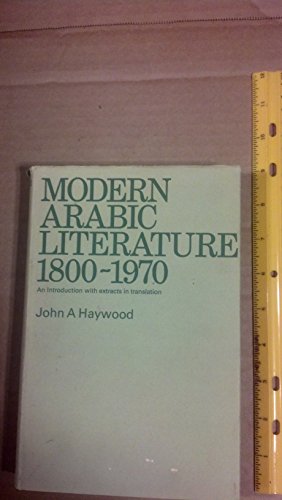 MODERN
ARABIC
LITERATURE
1800-1970
An Introduction with extracts in translation
John A Haywood